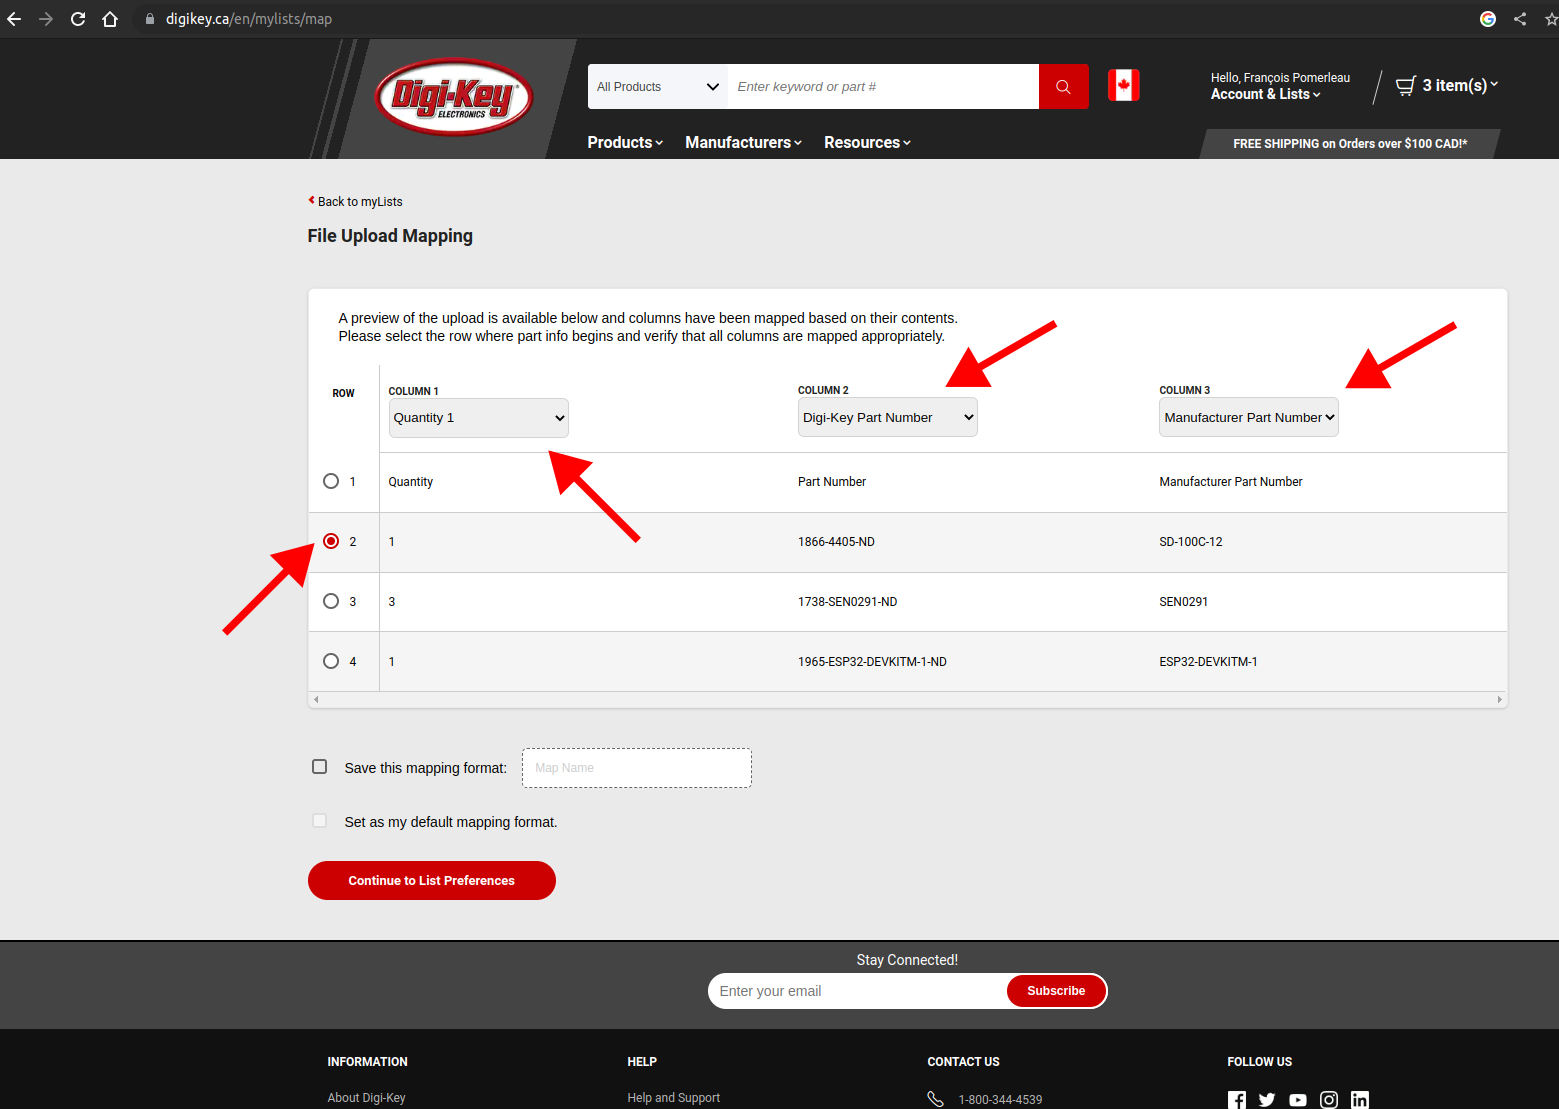 digikey.ca/en/mylists/map
Digi-Key
ELECTRONICS
All Products
Enter keyword or part #
Hello, François Pomerleau
Account & Lists
3 item(s)
Products
Manufacturers
Resources
FREE SHIPPING on Orders over $100 CAD!*
Back to myLists
File Upload Mapping
A preview of the upload is available below and columns have been mapped based on their contents.
Please select the row where part info begins and verify that all columns are mapped appropriately.
ROW
COLUMN 1
COLUMN 2
COLUMN 3
Quantity 1
Digi-Key Part Number
Manufacturer Part Number
1
Quantity
Part Number
Manufacturer Part Number
2
1
1866-4405-ND
SD-100C-12
3
3
1738-SEN0291-ND
SEN0291
4
1
1965-ESP32-DEVKITM-1-ND
ESP32-DEVKITM-1
Save this mapping format:
Map Name
Set as my default mapping format.
Continue to List Preferences
Stay Connected!
Enter your email
Subscribe
INFORMATION
HELP
CONTACT US
FOLLOW US
About Digi-Key
Help and Support
1-800-344-4539